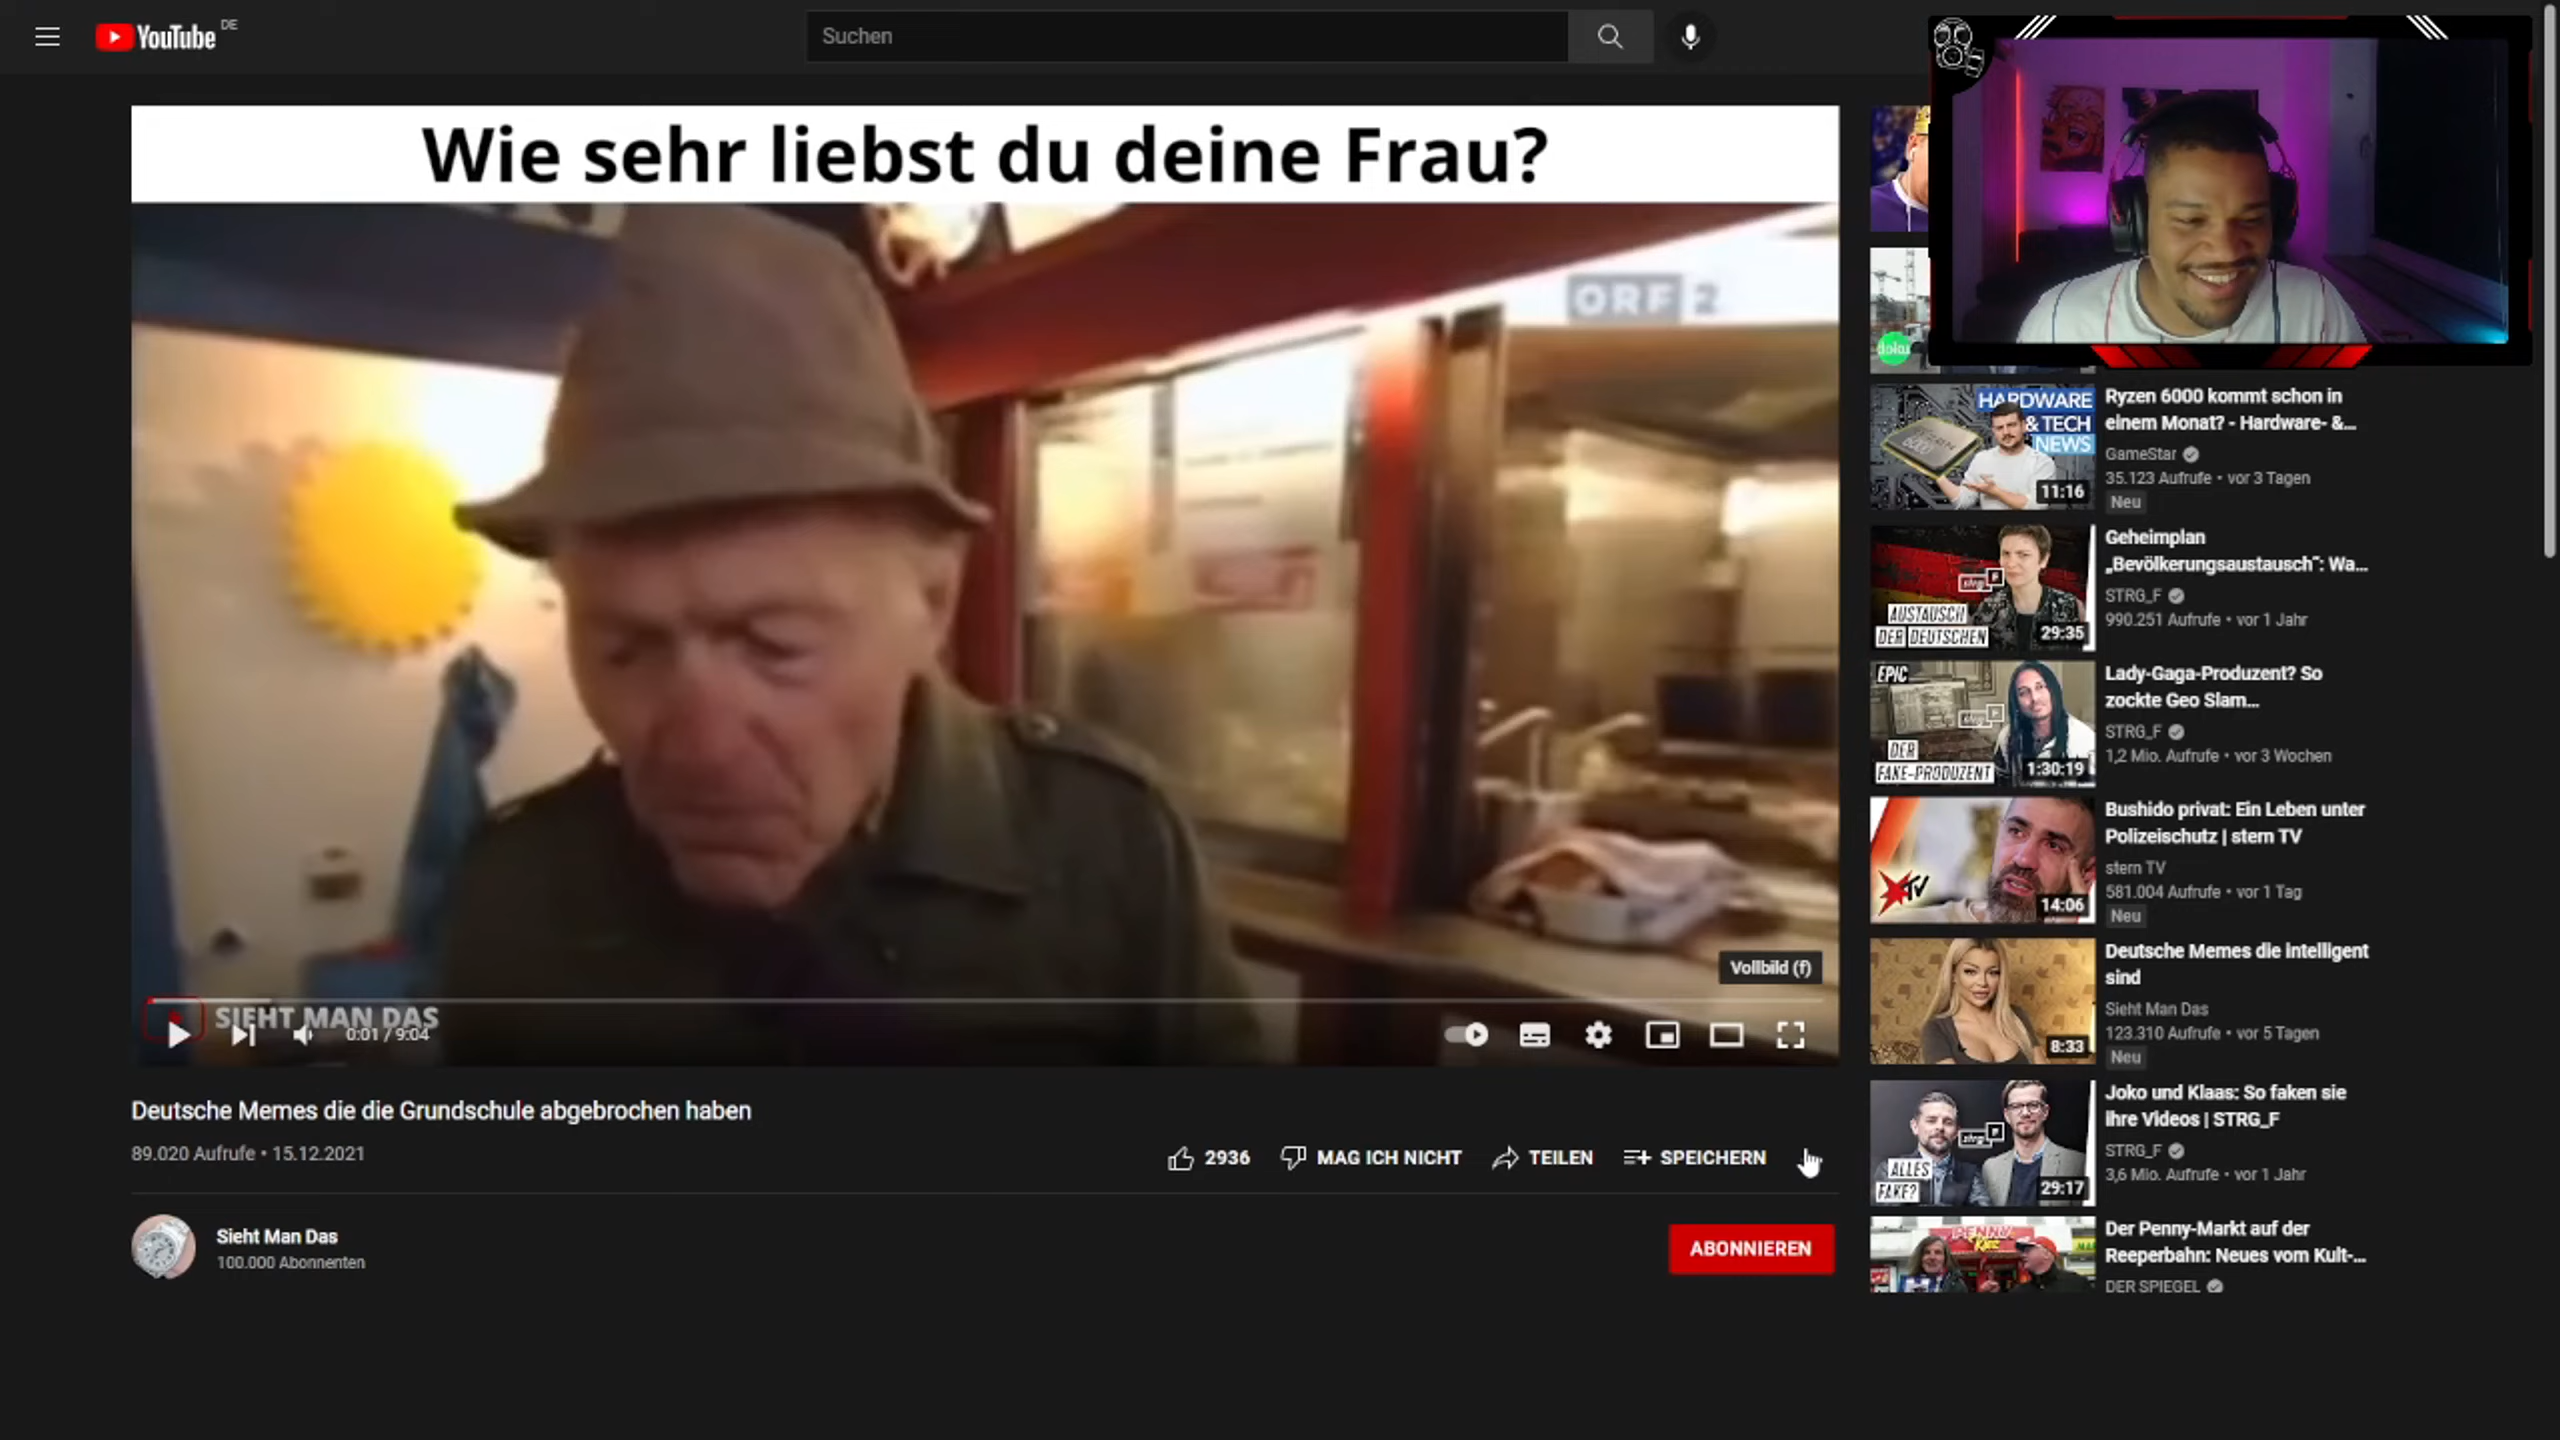 YouTube DE
Suchen
Wie sehr liebst du deine Frau?
ORF 2
Vollbild (f)
SIEHT MAN DAS
0:01 / 9:04
Deutsche Memes die die Grundschule abgebrochen haben
89.020 Aufrufe • 15.12.2021
2936
MAG ICH NICHT
TEILEN
SPEICHERN
Sieht Man Das
100.000 Abonnenten
ABONNIEREN
HARDWARE
& TECH
NEWS
11:16
Ryzen 6000 kommt schon in
einem Monat? - Hardware- &...
GameStar
35.123 Aufrufe • vor 3 Tagen
Neu
AUSTAUSCH
DER DEUTSCHEN
29:35
Geheimplan
„Bevölkerungsaustausch“: Wa...
STRG_F
990.251 Aufrufe • vor 1 Jahr
EPIC
DER
FAKE-PRODUZENT
1:30:19
Lady-Gaga-Produzent? So
zockte Geo Slam...
STRG_F
1,2 Mio. Aufrufe • vor 3 Wochen
TV
14:06
Bushido privat: Ein Leben unter
Polizeischutz | stern TV
stern TV
581.004 Aufrufe • vor 1 Tag
Neu
8:33
Deutsche Memes die intelligent
sind
Sieht Man Das
123.310 Aufrufe • vor 5 Tagen
Neu
ALLES
FAKE?
29:17
Joko und Klaas: So faken sie
ihre Videos | STRG_F
STRG_F
3,6 Mio. Aufrufe • vor 1 Jahr
PENNY
Der Penny-Markt auf der
Reeperbahn: Neues vom Kult-...
DER SPIEGEL